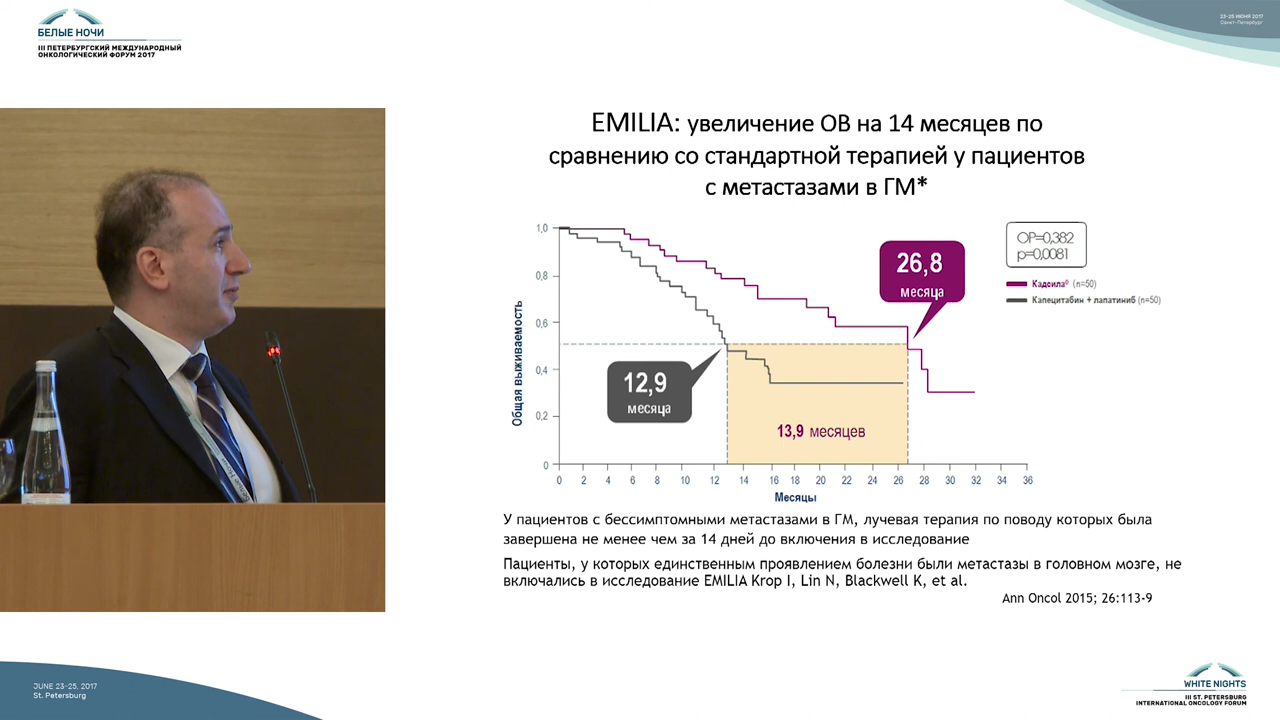 БЕЛЫЕ НОЧИ
III ПЕТЕРБУРГСКИЙ МЕЖДУНАРОДНЫЙ
ОНКОЛОГИЧЕСКИЙ ФОРУМ 2017
23-25 ИЮНЯ 2017
Санкт-Петербург
EMILIA: увеличение ОВ на 14 месяцев по
сравнению со стандартной терапией у пациентов
с метастазами в ГМ*
Общая выживаемость
1,0
0,8
0,6
0,4
0,2
0
26,8
месяца
12,9
месяца
13,9 месяцев
ОР=0,382
p=0,0081
Кадсила® (n=50)
Капецитабин + лапатиниб (n=50)
0 2 4 6 8 10 12 14 16 18 20 22 24 26 28 30 32 34 36
Месяцы
У пациентов с бессимптомными метастазами в ГМ, лучевая терапия по поводу которых была
завершена не менее чем за 14 дней до включения в исследование
Пациенты, у которых единственным проявлением болезни были метастазы в головном мозге, не
включались в исследование EMILIA Krop I, Lin N, Blackwell K, et al.
Ann Oncol 2015; 26:113-9
JUNE 23-25, 2017
St. Petersburg
WHITE NIGHTS
III ST. PETERSBURG
INTERNATIONAL ONCOLOGY FORUM